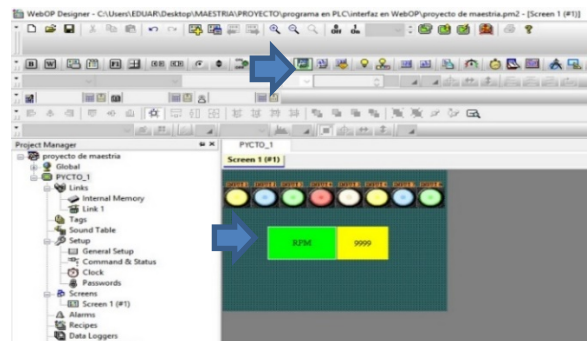 WebOP Designer - C:\Users\EDUAR\Desktop\MAESTRIA\PROYECTO\programa en PLC\interfaz en WebOP\proyecto de maestria.pm2 - [Screen 1 (#1)]
Project Manager
PYCTO_1
Screen 1 (#1)
proyecto de maestria
Global
PYCTO_1
Links
Internal Memory
Link 1
Tags
Sound Table
Setup
General Setup
Command & Status
Clock
Passwords
Screens
Screen 1 (#1)
Alarms
Recipes
Data Loggers
RPM
9999